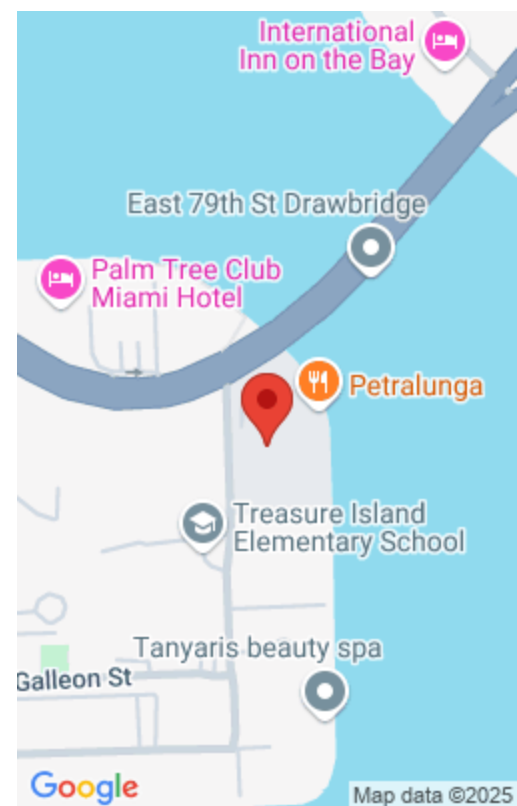 International
Inn on the Bay
East 79th St Drawbridge
Palm Tree Club
Miami Hotel
Petralunga
Treasure Island
Elementary School
Tanyaris beauty spa
Galleon St
Google
Map data ©2025